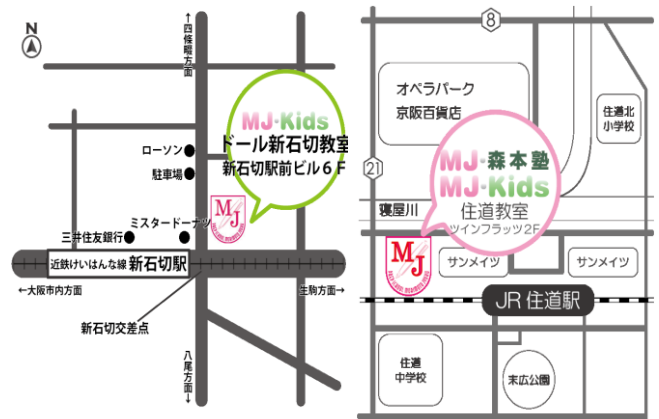 N
←四條畷方面
MJ・Kids
ドール新石切教室
新石切駅前ビル6F
ローソン
駐車場
ミスタードーナツ
三井住友銀行
MJ
近鉄けいはんな線 新石切駅
←大阪市内方面
生駒方面→
新石切交差点
八尾方面→
8
オペラパーク
京阪百貨店
住道北
小学校
21
MJ・森本塾
MJ・Kids
住道教室
ツインフラッツ2F
寝屋川
MJ
サンメイツ
サンメイツ
JR 住道駅
住道
中学校
末広公園